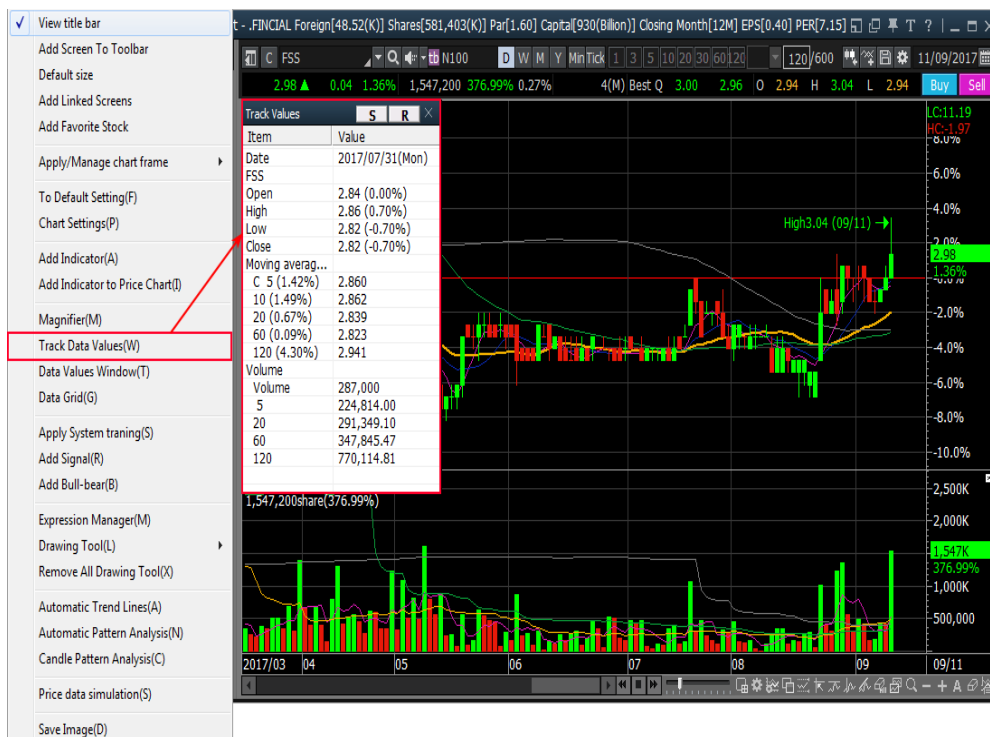 View title bar
Add Screen To Toolbar
Default size
Add Linked Screens
Add Favorite Stock
Apply/Manage chart frame
To Default Setting(F)
Chart Settings(P)
Add Indicator(A)
Add Indicator to Price Chart(I)
Magnifier(M)
Track Data Values(W)
Data Values Window(T)
Data Grid(G)
Apply System traning(S)
Add Signal(R)
Add Bull-bear(B)
Expression Manager(M)
Drawing Tool(L)
Remove All Drawing Tool(X)
Automatic Trend Lines(A)
Automatic Pattern Analysis(N)
Candle Pattern Analysis(C)
Price data simulation(S)
Save Image(D)
t - .FINCIAL Foreign[48.52(K)] Shares[581,403(K)] Par[1.60] Capital[930(Billion)] Closing Month[12M] EPS[0.40] PER[7.15] T ?
C FSS tb N100 D W M Y Min Tick 1 3 5 10 20 30 60 120 120/600 11/09/2017
2.98 ▲ 0.04 1.36% 1,547,200 376.99% 0.27% 4(M) Best Q 3.00 2.96 O 2.94 H 3.04 L 2.94 Buy Sell
Track Values S R X
Item Value
Date 2017/07/31(Mon)
FSS
Open 2.84 (0.00%)
High 2.86 (0.70%)
Low 2.82 (-0.70%)
Close 2.82 (-0.70%)
Moving averag...
C 5 (1.42%) 2.860
10 (1.49%) 2.862
20 (0.67%) 2.839
60 (0.09%) 2.823
120 (4.30%) 2.941
Volume
Volume 287,000
5 224,814.00
20 291,349.10
60 347,845.47
120 770,114.81
LC:11.19
HC:-1.97
8.0%
6.0%
4.0%
High3.04 (09/11)
2.0%
2.98
1.36%
-0.0%
-2.0%
-4.0%
-6.0%
-8.0%
-10.0%
1,547,200share(376.99%)
2,500K
2,000K
1,547K
376.99%
1,000K
500,000
2017/03 04 05 06 07 08 09 09/11
A